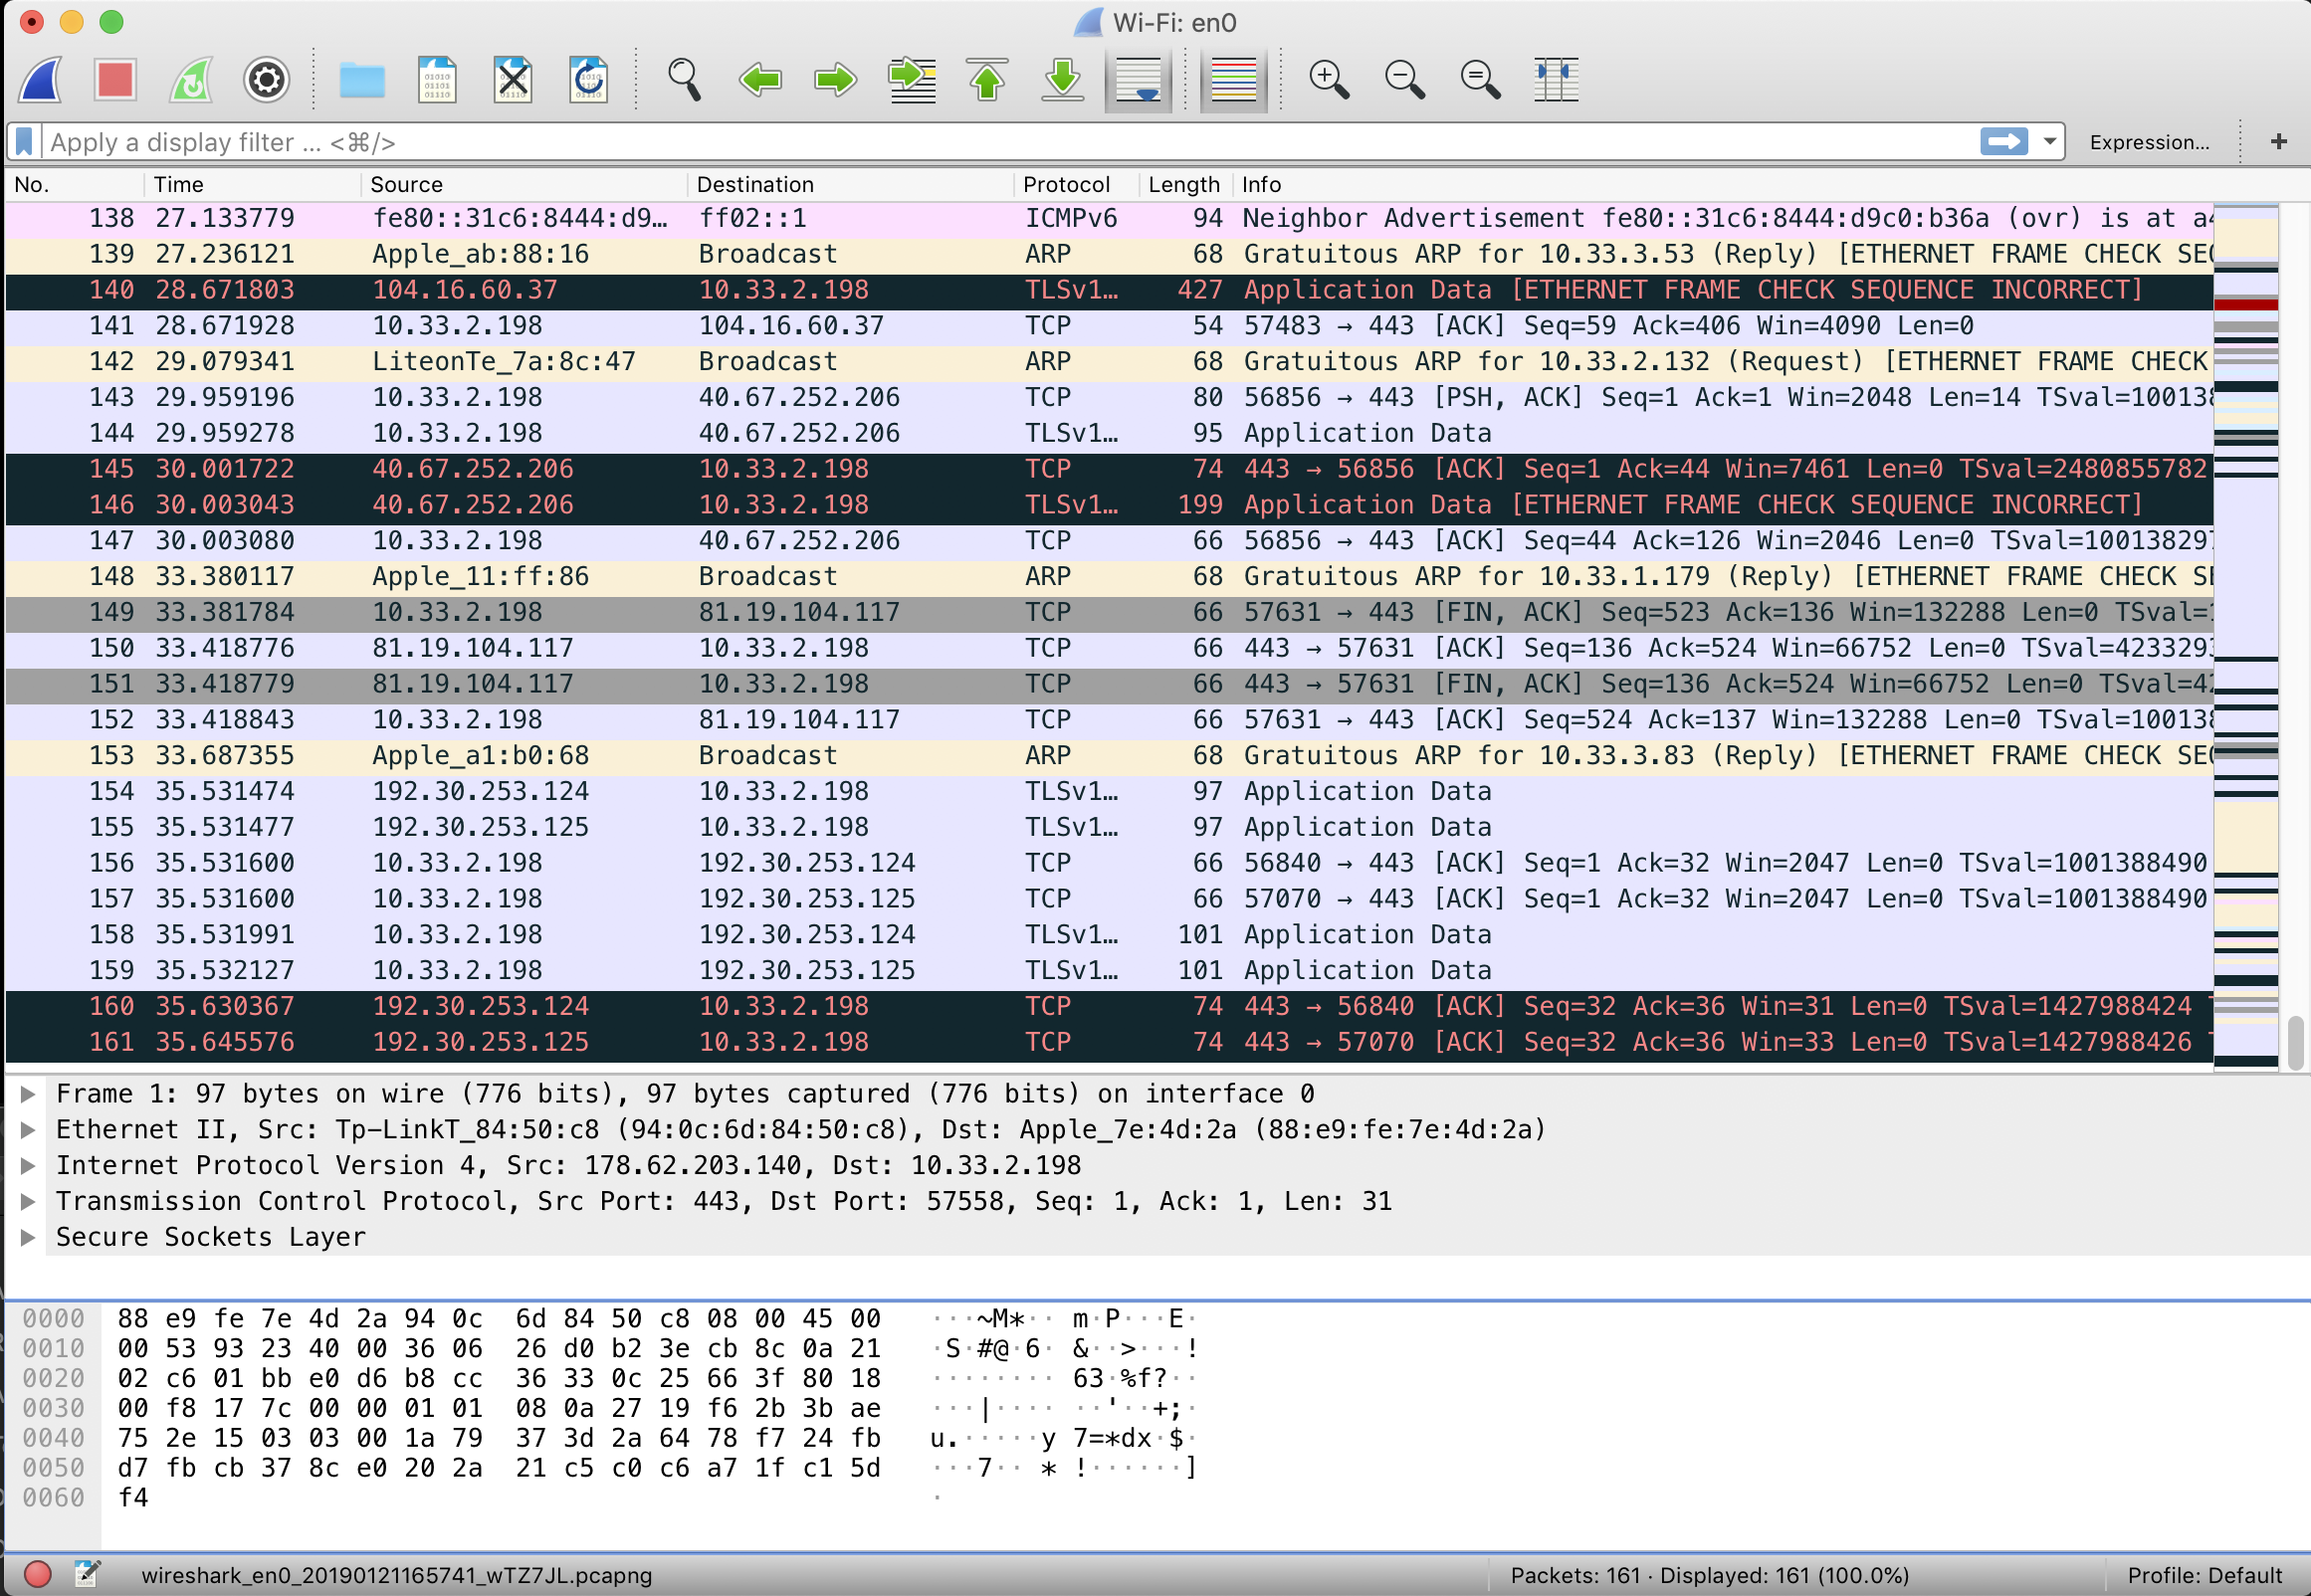 Wi-Fi: en0
Apply a display filter ... <⌘/>
Expression...
+
No. Time Source Destination Protocol Length Info
138 27.133779 fe80::31c6:8444:d9… ff02::1 ICMPv6 94 Neighbor Advertisement fe80::31c6:8444:d9c0:b36a (ovr) is at a4
139 27.236121 Apple_ab:88:16 Broadcast ARP 68 Gratuitous ARP for 10.33.3.53 (Reply) [ETHERNET FRAME CHECK SEQ
140 28.671803 104.16.60.37 10.33.2.198 TLSv1… 427 Application Data [ETHERNET FRAME CHECK SEQUENCE INCORRECT]
141 28.671928 10.33.2.198 104.16.60.37 TCP 54 57483 → 443 [ACK] Seq=59 Ack=406 Win=4090 Len=0
142 29.079341 LiteonTe_7a:8c:47 Broadcast ARP 68 Gratuitous ARP for 10.33.2.132 (Request) [ETHERNET FRAME CHECK
143 29.959196 10.33.2.198 40.67.252.206 TCP 80 56856 → 443 [PSH, ACK] Seq=1 Ack=1 Win=2048 Len=14 TSval=100138
144 29.959278 10.33.2.198 40.67.252.206 TLSv1… 95 Application Data
145 30.001722 40.67.252.206 10.33.2.198 TCP 74 443 → 56856 [ACK] Seq=1 Ack=44 Win=7461 Len=0 TSval=2480855782
146 30.003043 40.67.252.206 10.33.2.198 TLSv1… 199 Application Data [ETHERNET FRAME CHECK SEQUENCE INCORRECT]
147 30.003080 10.33.2.198 40.67.252.206 TCP 66 56856 → 443 [ACK] Seq=44 Ack=126 Win=2046 Len=0 TSval=100138297
148 33.380117 Apple_11:ff:86 Broadcast ARP 68 Gratuitous ARP for 10.33.1.179 (Reply) [ETHERNET FRAME CHECK SE
149 33.381784 10.33.2.198 81.19.104.117 TCP 66 57631 → 443 [FIN, ACK] Seq=523 Ack=136 Win=132288 Len=0 TSval=1
150 33.418776 81.19.104.117 10.33.2.198 TCP 66 443 → 57631 [ACK] Seq=136 Ack=524 Win=66752 Len=0 TSval=4233293
151 33.418779 81.19.104.117 10.33.2.198 TCP 66 443 → 57631 [FIN, ACK] Seq=136 Ack=524 Win=66752 Len=0 TSval=42
152 33.418843 10.33.2.198 81.19.104.117 TCP 66 57631 → 443 [ACK] Seq=524 Ack=137 Win=132288 Len=0 TSval=100138
153 33.687355 Apple_a1:b0:68 Broadcast ARP 68 Gratuitous ARP for 10.33.3.83 (Reply) [ETHERNET FRAME CHECK SEQ
154 35.531474 192.30.253.124 10.33.2.198 TLSv1… 97 Application Data
155 35.531477 192.30.253.125 10.33.2.198 TLSv1… 97 Application Data
156 35.531600 10.33.2.198 192.30.253.124 TCP 66 56840 → 443 [ACK] Seq=1 Ack=32 Win=2047 Len=0 TSval=1001388490
157 35.531600 10.33.2.198 192.30.253.125 TCP 66 57070 → 443 [ACK] Seq=1 Ack=32 Win=2047 Len=0 TSval=1001388490
158 35.531991 10.33.2.198 192.30.253.124 TLSv1… 101 Application Data
159 35.532127 10.33.2.198 192.30.253.125 TLSv1… 101 Application Data
160 35.630367 192.30.253.124 10.33.2.198 TCP 74 443 → 56840 [ACK] Seq=32 Ack=36 Win=31 Len=0 TSval=1427988424
161 35.645576 192.30.253.125 10.33.2.198 TCP 74 443 → 57070 [ACK] Seq=32 Ack=36 Win=33 Len=0 TSval=1427988426
Frame 1: 97 bytes on wire (776 bits), 97 bytes captured (776 bits) on interface 0
Ethernet II, Src: Tp-LinkT_84:50:c8 (94:0c:6d:84:50:c8), Dst: Apple_7e:4d:2a (88:e9:fe:7e:4d:2a)
Internet Protocol Version 4, Src: 178.62.203.140, Dst: 10.33.2.198
Transmission Control Protocol, Src Port: 443, Dst Port: 57558, Seq: 1, Ack: 1, Len: 31
Secure Sockets Layer
0000 88 e9 fe 7e 4d 2a 94 0c 6d 84 50 c8 08 00 45 00 ···~M*·· m·P···E·
0010 00 53 93 23 40 00 36 06 26 d0 b2 3e cb 8c 0a 21 ·S·#@·6· &··>···!
0020 02 c6 01 bb e0 d6 b8 cc 36 33 0c 25 66 3f 80 18 ········ 63·%f?··
0030 00 f8 17 7c 00 00 01 01 08 0a 27 19 f6 2b 3b ae ···|···· ··'··+;·
0040 75 2e 15 03 03 00 1a 79 37 3d 2a 64 78 f7 24 fb u.·····y 7=*dx·$·
0050 d7 fb cb 37 8c e0 20 2a 21 c5 c0 c6 a7 1f c1 5d ···7·· * !······]
0060 f4 ·
wireshark_en0_20190121165741_wTZ7JL.pcapng
Packets: 161 · Displayed: 161 (100.0%)
Profile: Default